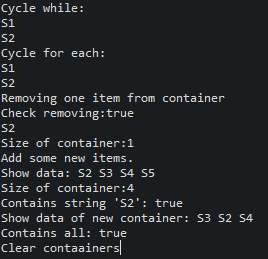 Cycle while:
S1
S2
Cycle for each:
S1
S2
Removing one item from container
Check removing:true
S2
Size of container:1
Add some new items.
Show data: S2 S3 S4 S5
Size of container:4
Contains string 'S2': true
Show data of new container: S3 S2 S4
Contains all: true
Clear contaainers